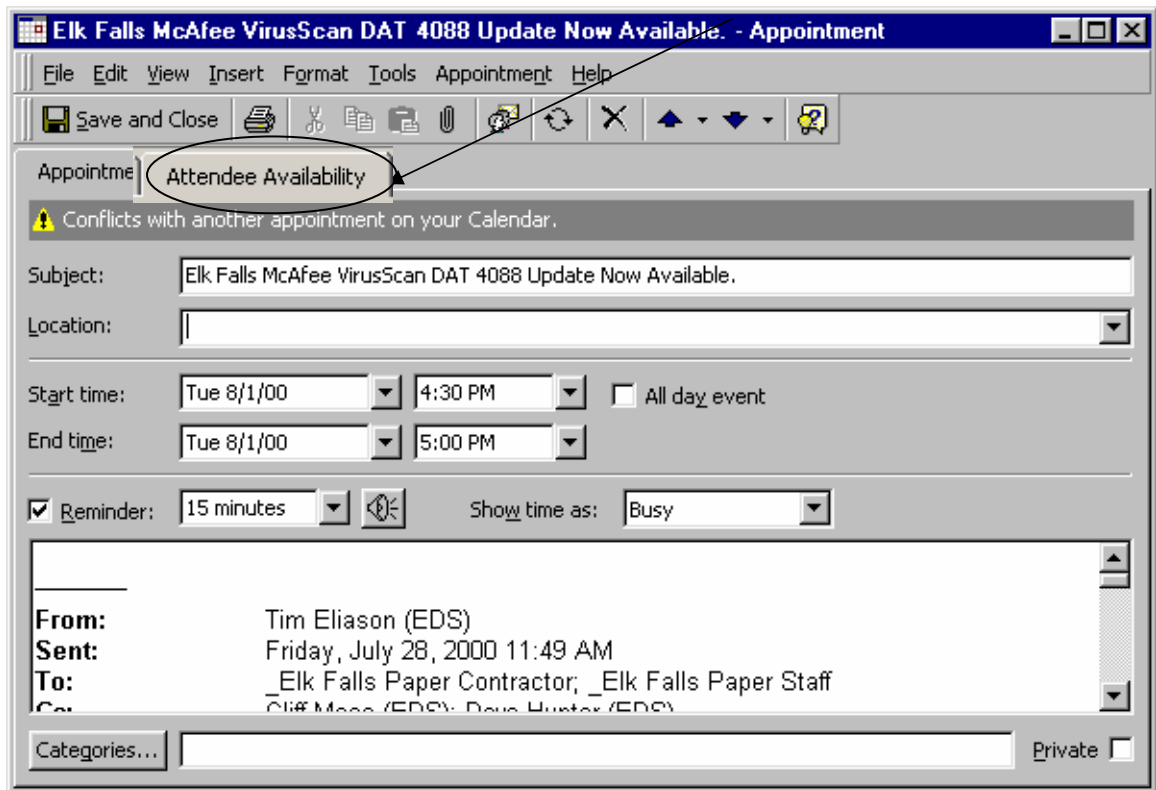 Elk Falls McAfee VirusScan DAT 4088 Update Now Available. - Appointment
File Edit View Insert Format Tools Appointment Help
Save and Close
Appointme Attendee Availability
Conflicts with another appointment on your Calendar.
Subject: Elk Falls McAfee VirusScan DAT 4088 Update Now Available.
Location:
Start time: Tue 8/1/00 4:30 PM All day event
End time: Tue 8/1/00 5:00 PM
Reminder: 15 minutes Show time as: Busy
From: Tim Eliason (EDS)
Sent: Friday, July 28, 2000 11:49 AM
To: _Elk Falls Paper Contractor; _Elk Falls Paper Staff
Cc: (EDS); (EDS)
Categories... Private